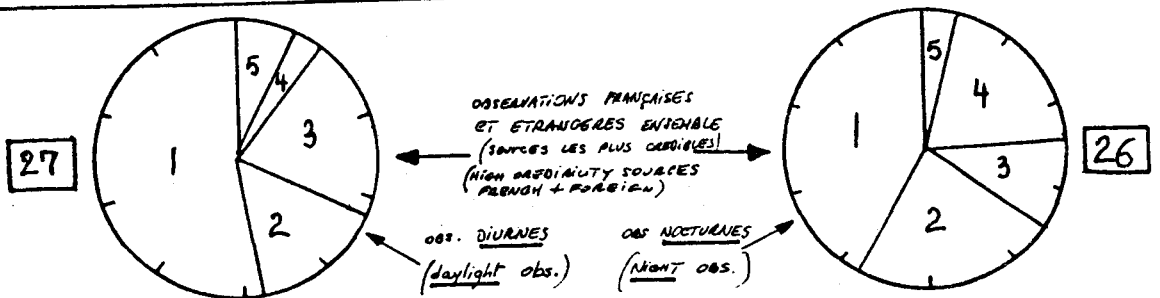 27
5
4
3
2
1
OBSERVATIONS FRANÇAISES
ET ETRANGERES ENSEMBLE
(SOURCES LES PLUS CREDIBLES)
(HIGH CREDIBILITY SOURCES
FRENCH + FOREIGN)
OBS. DIURNES
(daylight obs.)
OBS NOCTURNES
(NIGHT OBS.)
5
4
3
2
1
26